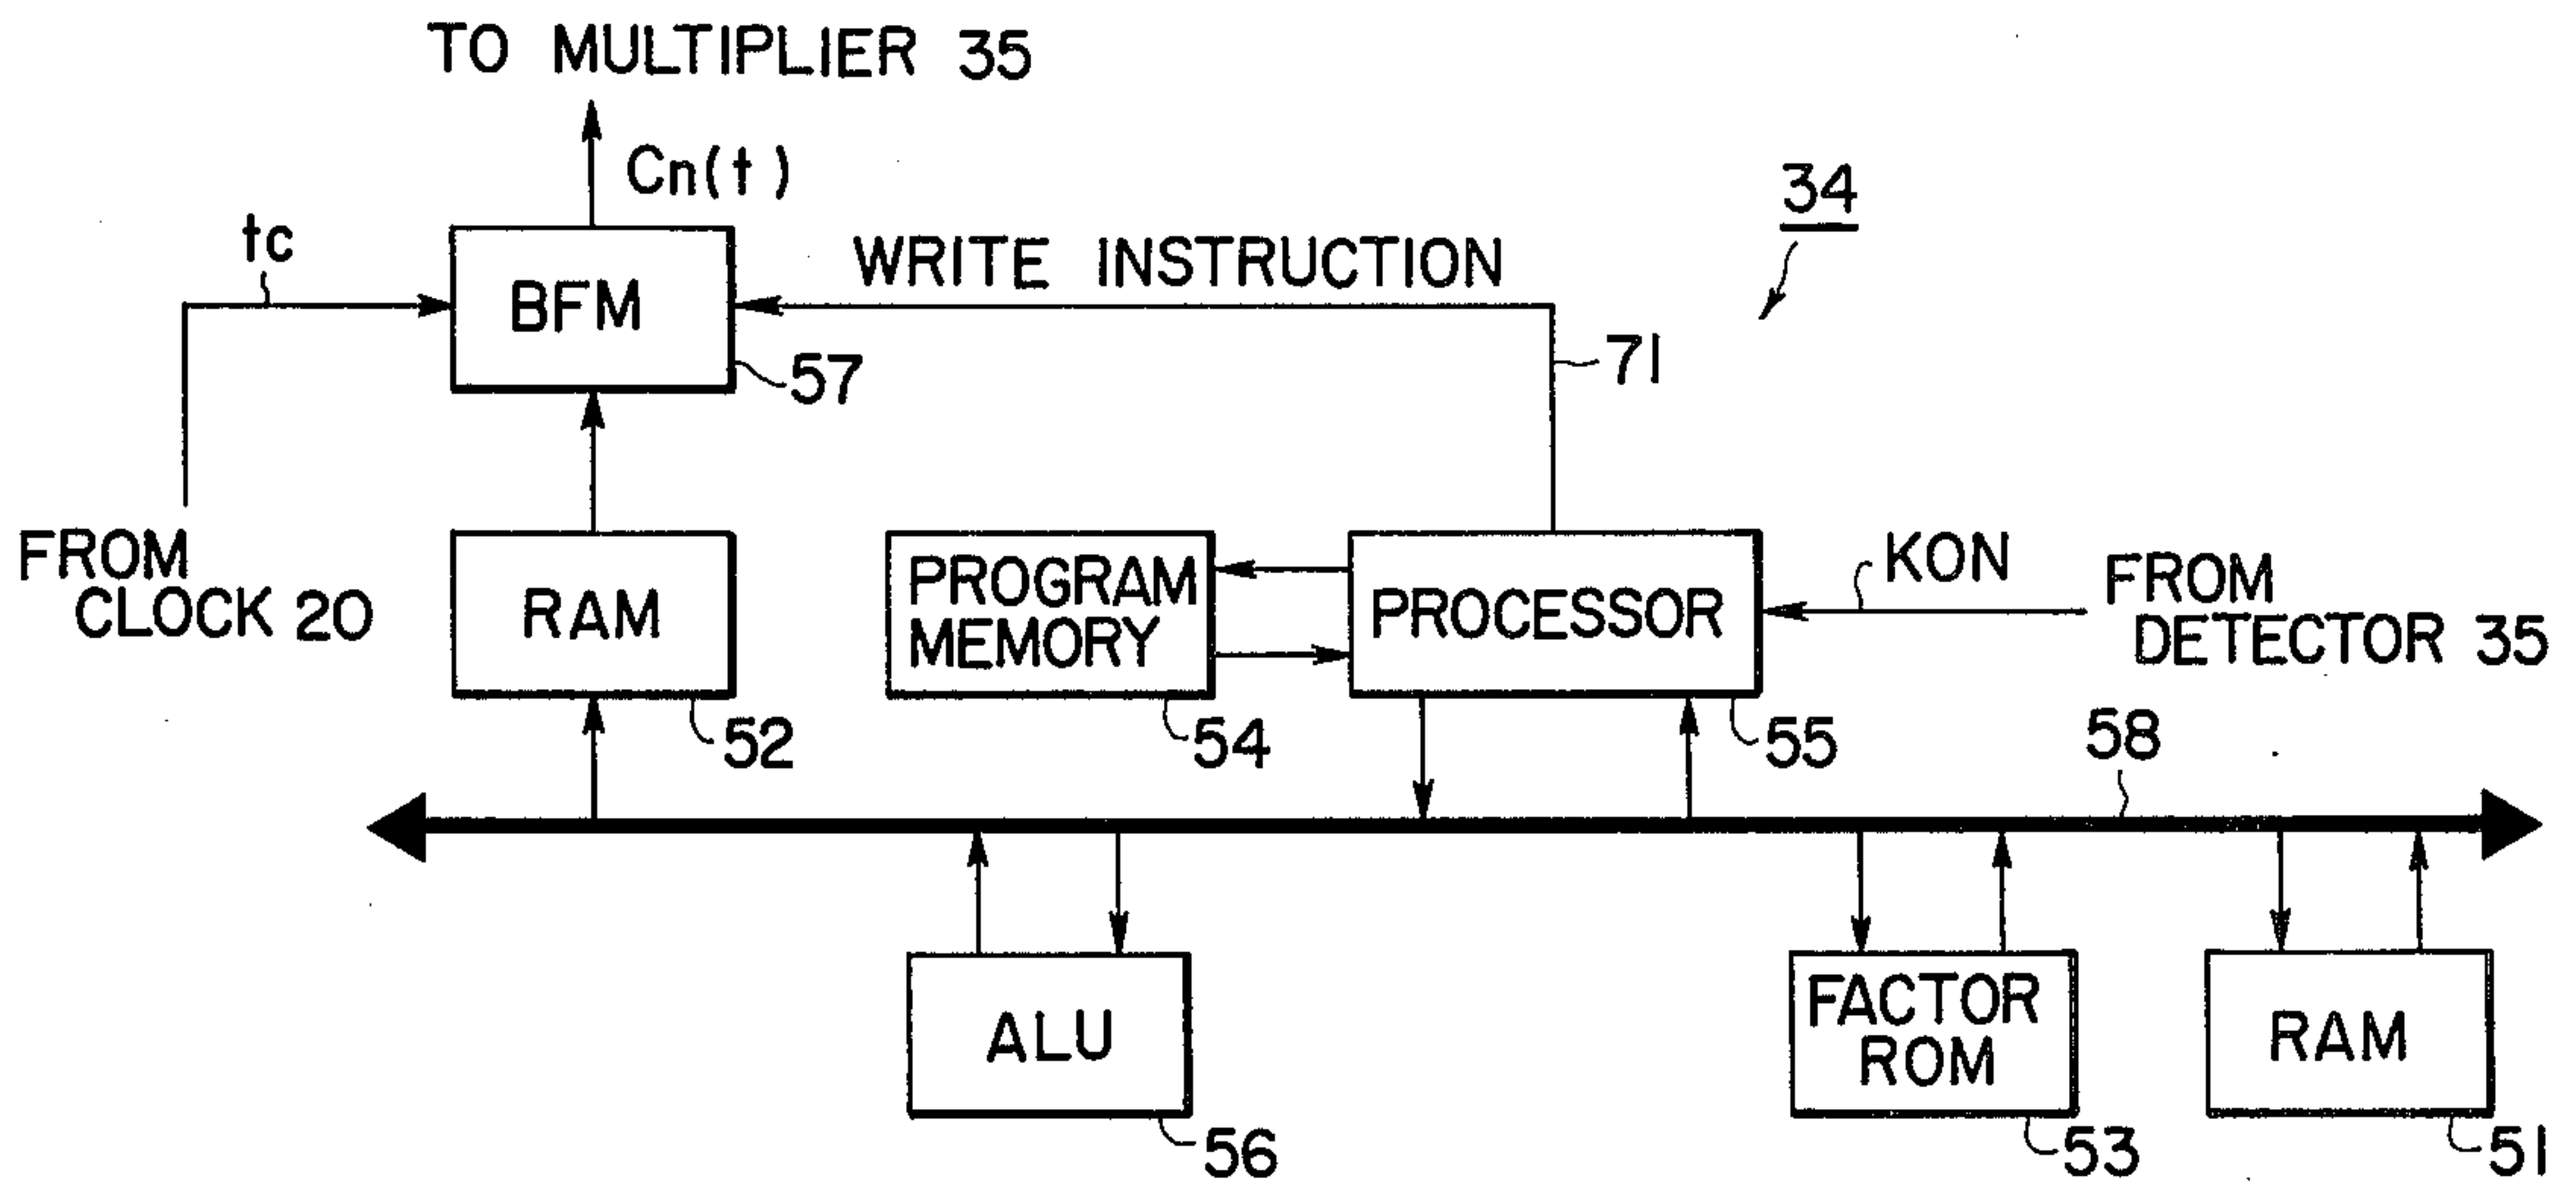 TO MULTIPLIER 35
Cn(t)
34
tc
WRITE INSTRUCTION
BFM
57
71
FROM
CLOCK 20
RAM
52
PROGRAM
MEMORY
54
PROCESSOR
55
KON
FROM
DETECTOR 35
58
ALU
56
FACTOR
ROM
53
RAM
51